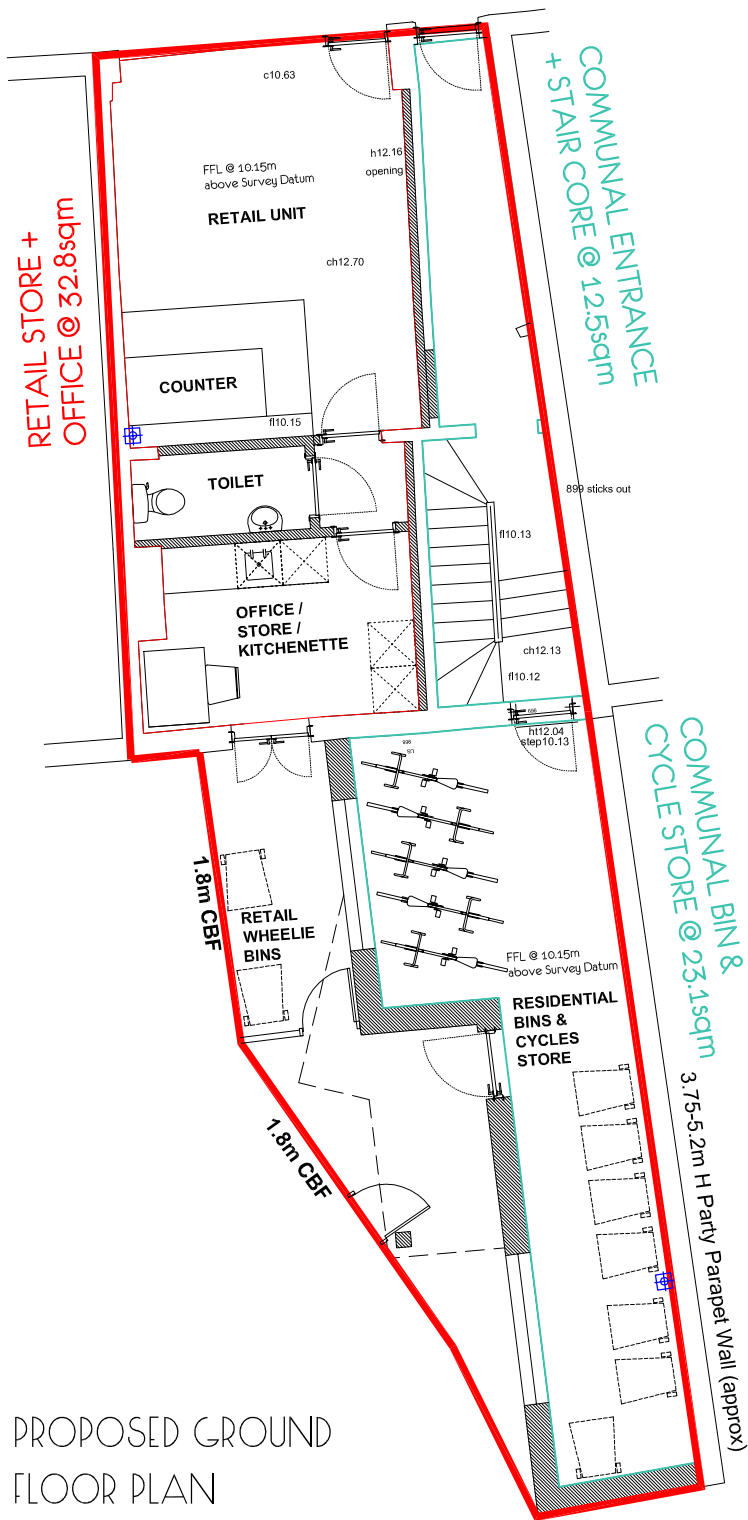 c10.63
COMMUNAL ENTRANCE
+ STAIR CORE @ 12.5sqm
h12.16
opening
FFL @ 10.15m
above Survey Datum
RETAIL UNIT
RETAIL STORE +
OFFICE @ 32.8sqm
ch12.70
COUNTER
fl10.15
TOILET
899 sticks out
fl10.13
OFFICE /
STORE /
KITCHENETTE
ch12.13
fl10.12
ht12.04
step10.13
COMMUNAL BIN &
CYCLE STORE @ 23.1sqm
1.8m CBF
RETAIL
WHEELIE
BINS
FFL @ 10.15m
above Survey Datum
RESIDENTIAL
BINS &
CYCLES
STORE
3.75-5.2m H Party Parapet Wall (approx)
1.8m CBF
PROPOSED GROUND
FLOOR PLAN